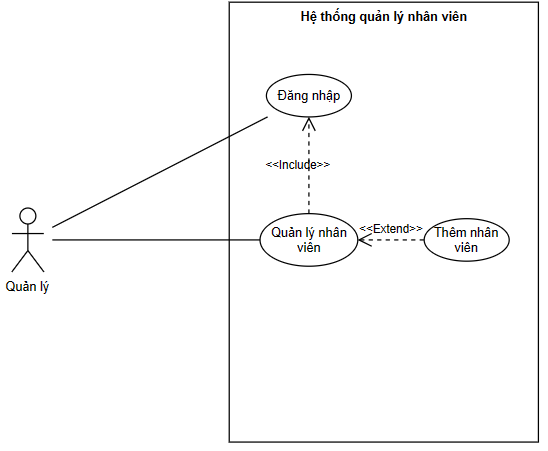 Hệ thống quản lý nhân viên
Đăng nhập
<<Include>>
Quản lý nhân
viên
<<Extend>>
Thêm nhân
viên
Quản lý